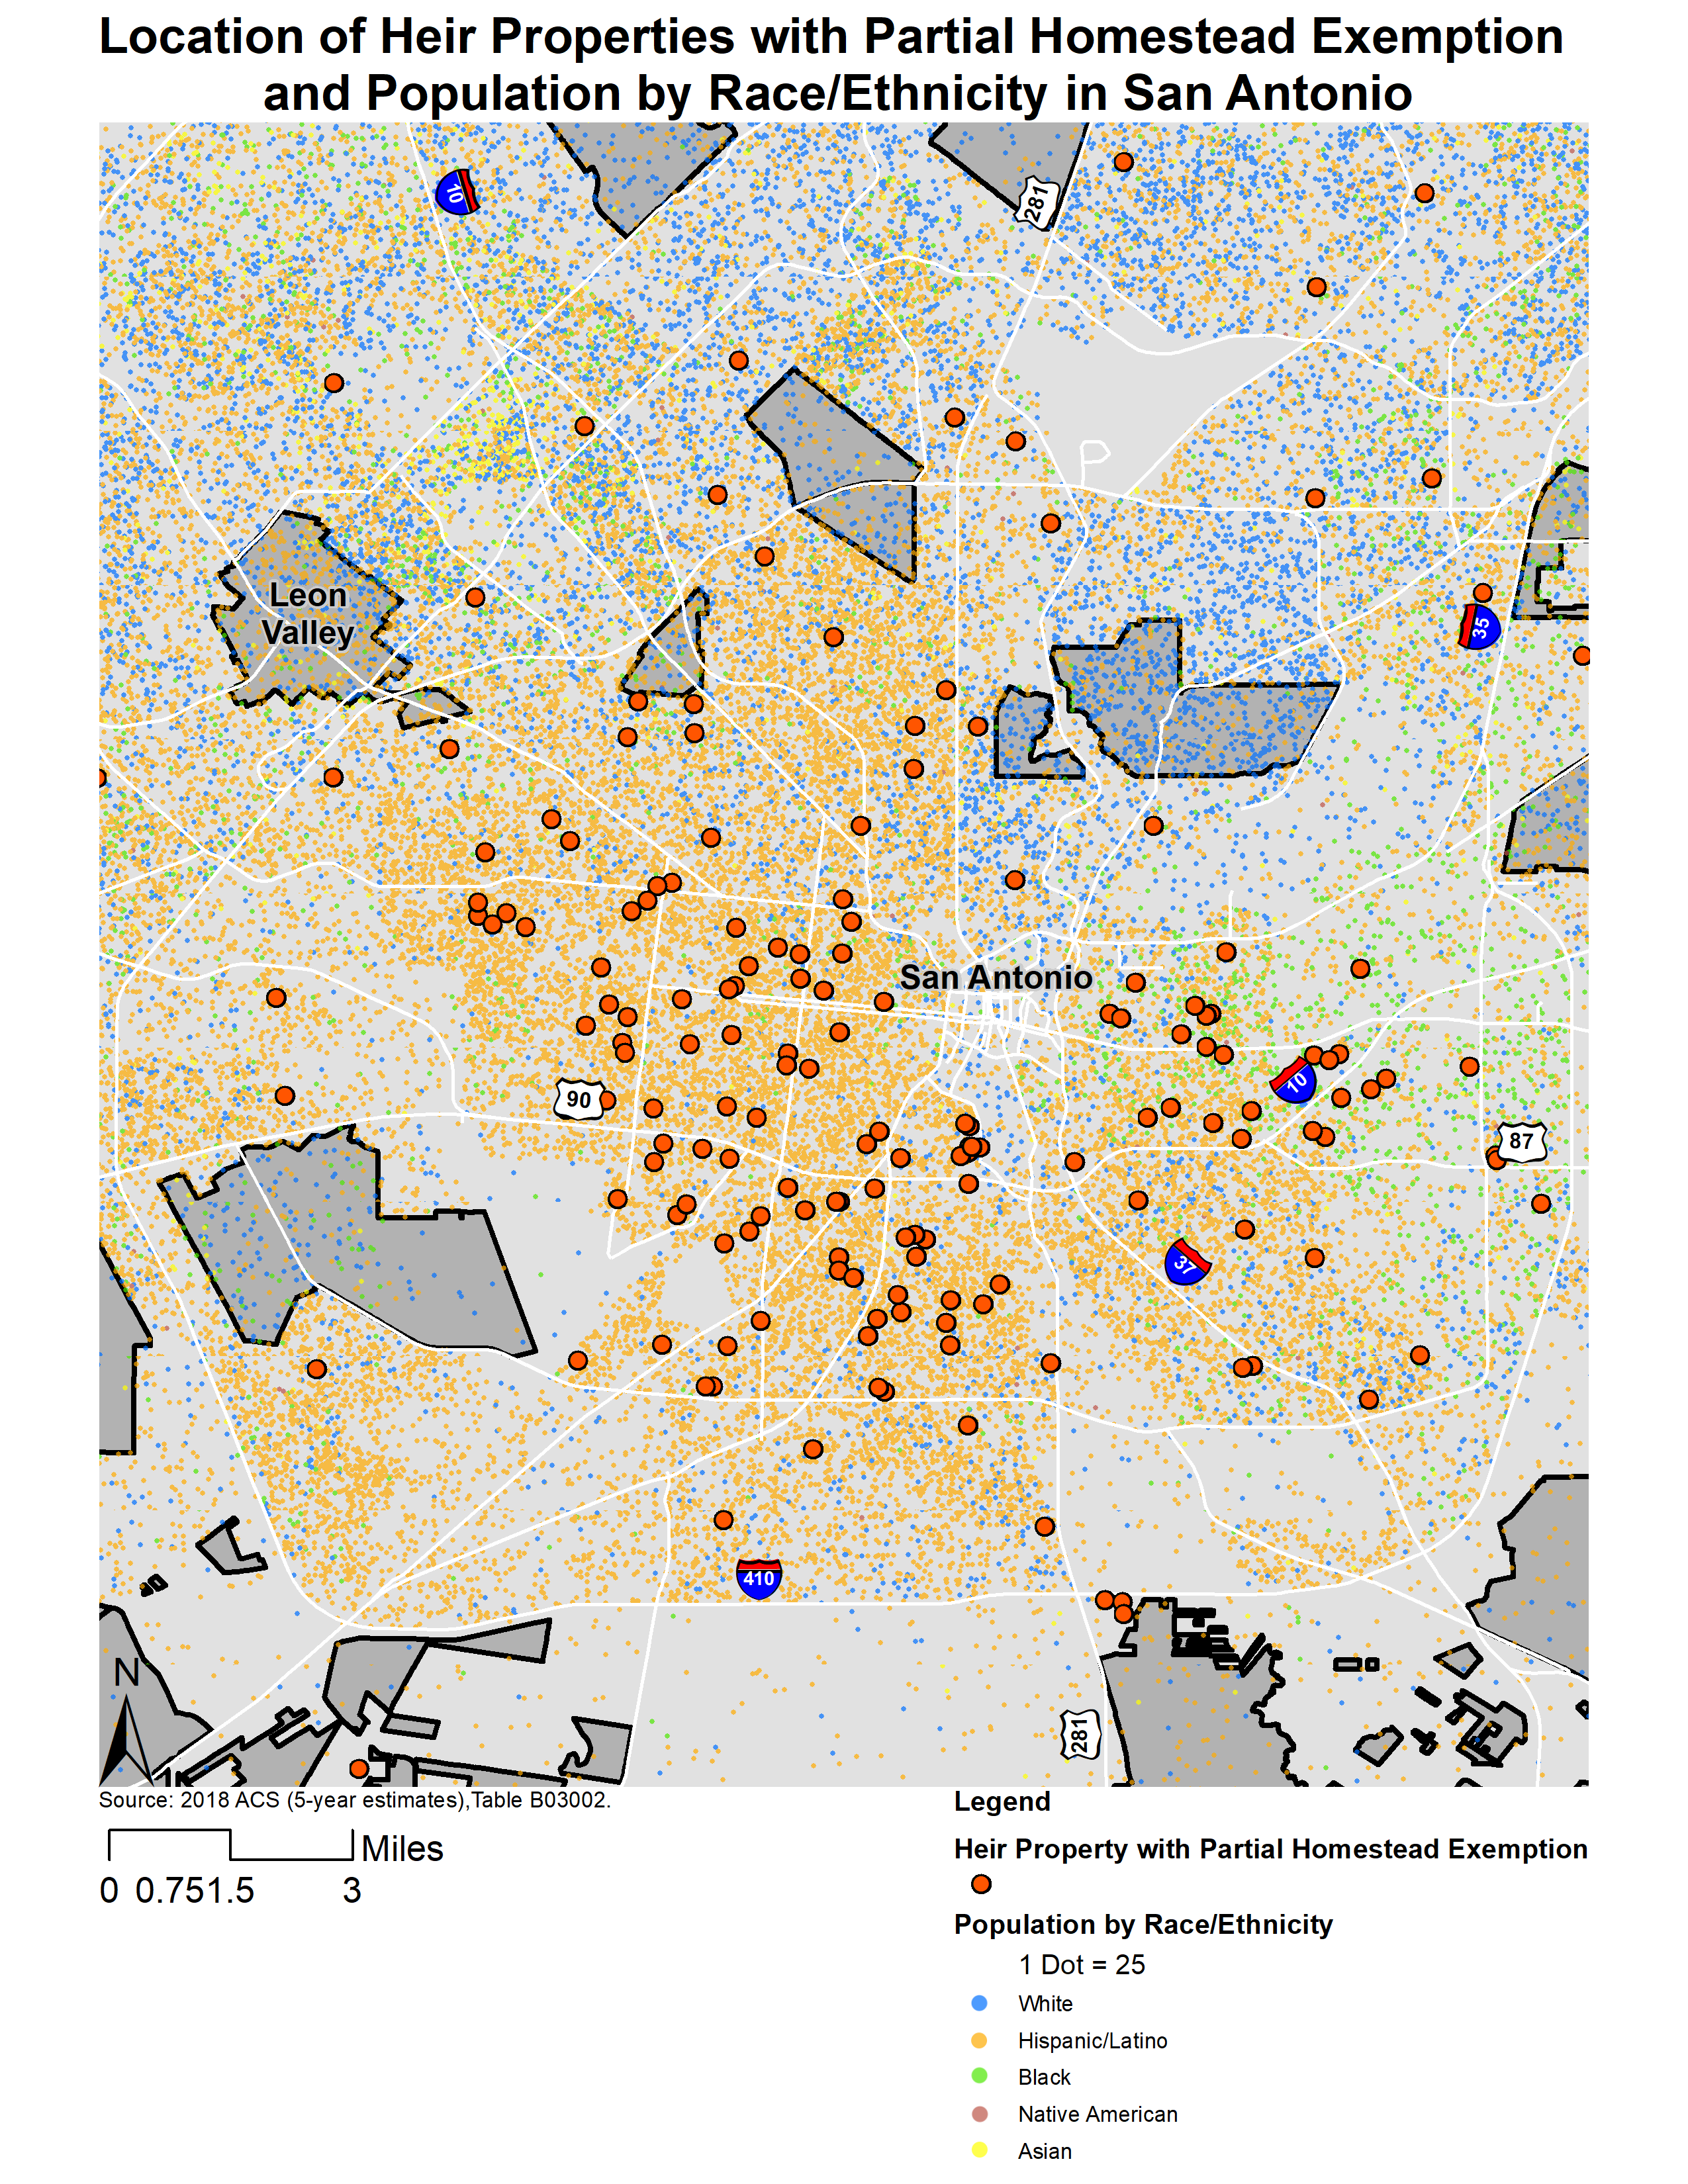 Location of Heir Properties with Partial Homestead Exemption
and Population by Race/Ethnicity in San Antonio
10
281
Leon
Valley
35
San Antonio
90
10
87
37
410
N
281
Source: 2018 ACS (5-year estimates),Table B03002.
Miles
0 0.751.5 3
Legend
Heir Property with Partial Homestead Exemption
Population by Race/Ethnicity
1 Dot = 25
White
Hispanic/Latino
Black
Native American
Asian